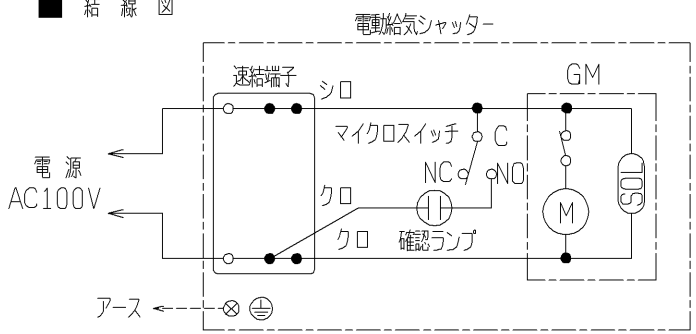 ■ 結線図
電動給気シャッター
速結端子
シロ
GM
マイクロスイッチ
C
NC
NO
電源
AC100V
クロ
SOL
M
クロ
確認ランプ
アース